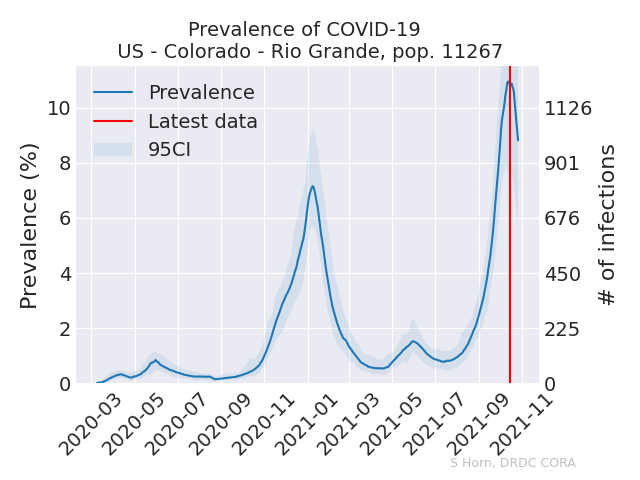 Prevalence of COVID-19
US - Colorado - Rio Grande, pop. 11267
Prevalence
Latest data
95CI
Prevalence (%)
10
8
6
4
2
0
1126
901
676
450
225
0
# of infections
2020-03
2020-05
2020-07
2020-09
2020-11
2021-01
2021-03
2021-05
2021-07
2021-09
2021-11
S Horn, DRDC CORA